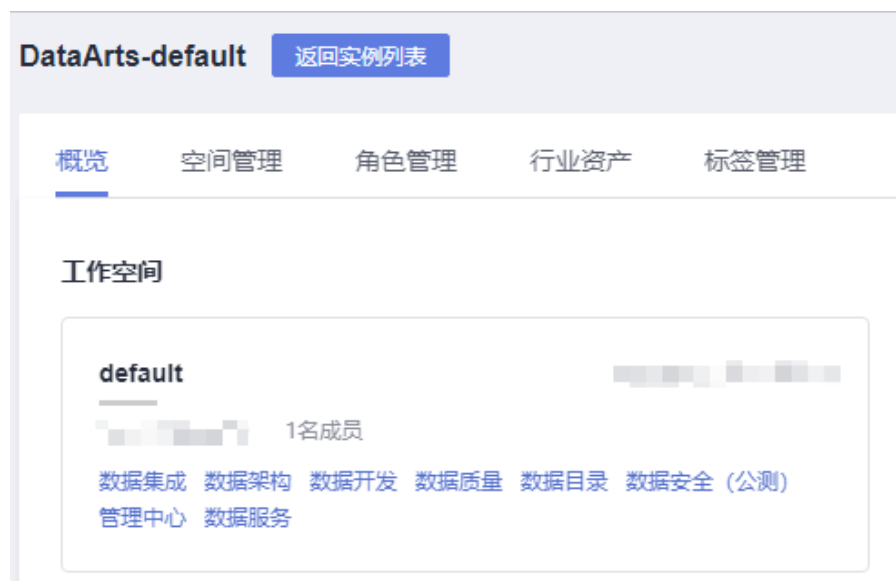 DataArts-default 返回实例列表
概览 空间管理 角色管理 行业资产 标签管理
工作空间
default
1名成员
数据集成 数据架构 数据开发 数据质量 数据目录 数据安全 (公测)
管理中心 数据服务